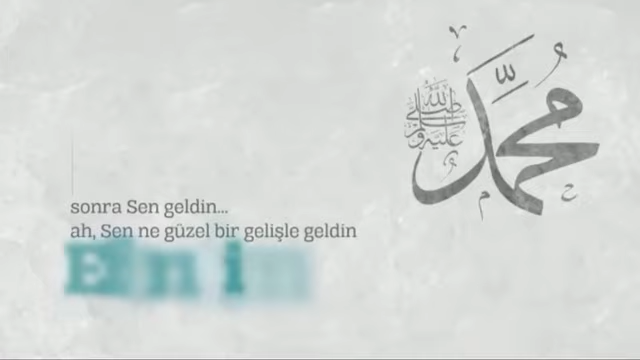 محمد
صلى الله عليه وسلم
sonra Sen geldin...
ah, Sen ne güzel bir gelişle geldin